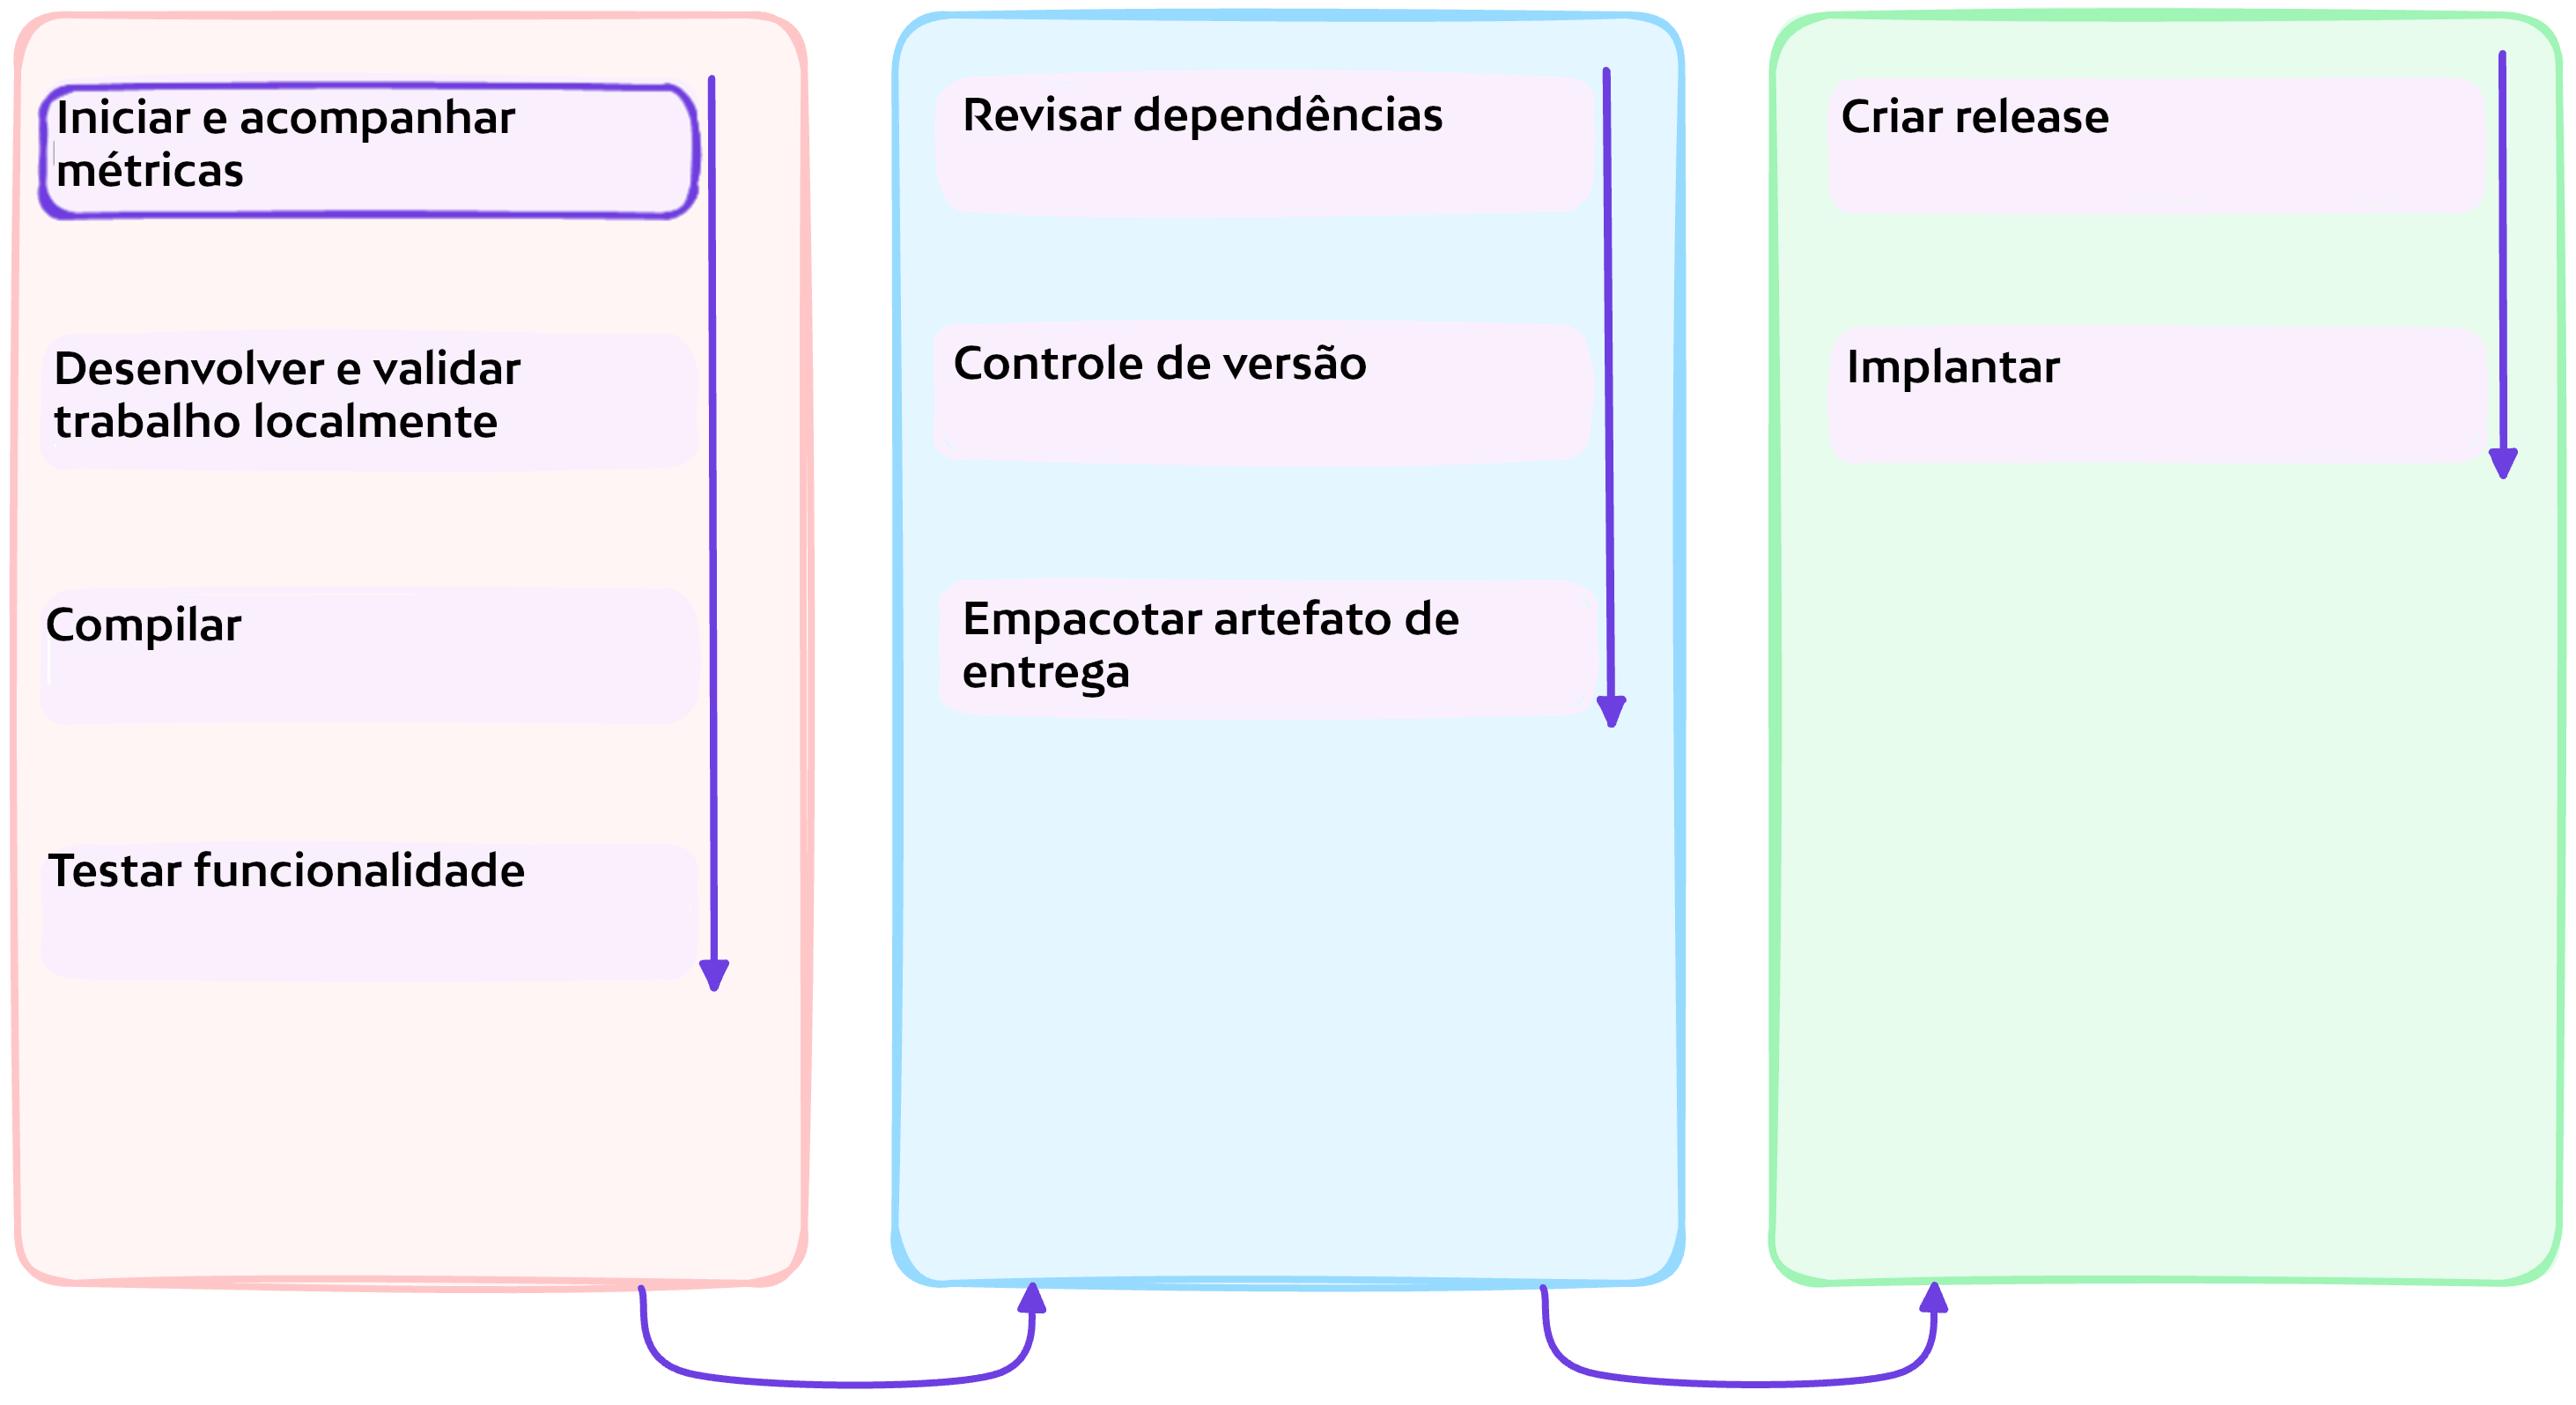 Iniciar e acompanhar
métricas
Desenvolver e validar
trabalho localmente
Compilar
Testar funcionalidade
Revisar dependências
Controle de versão
Empacotar artefato de
entrega
Criar release
Implantar